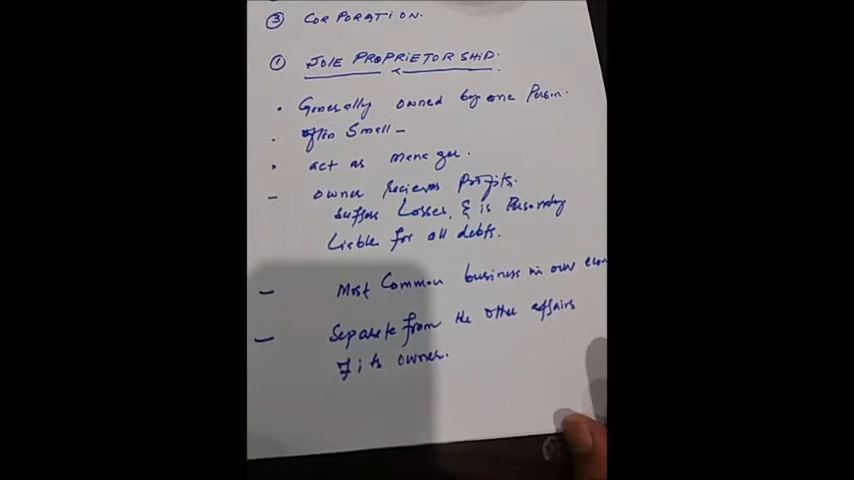 ③ CORPORATION.
① SOLE PROPRIETORSHIP.
• Generally owned by one Person.
• often Small –
• act as manager.
– owner recieves Profits.
suffers Losses, & is Personaly
Liable for all debts.
– Most Common business in our econ
– Separate from the other affairs
of its owner.